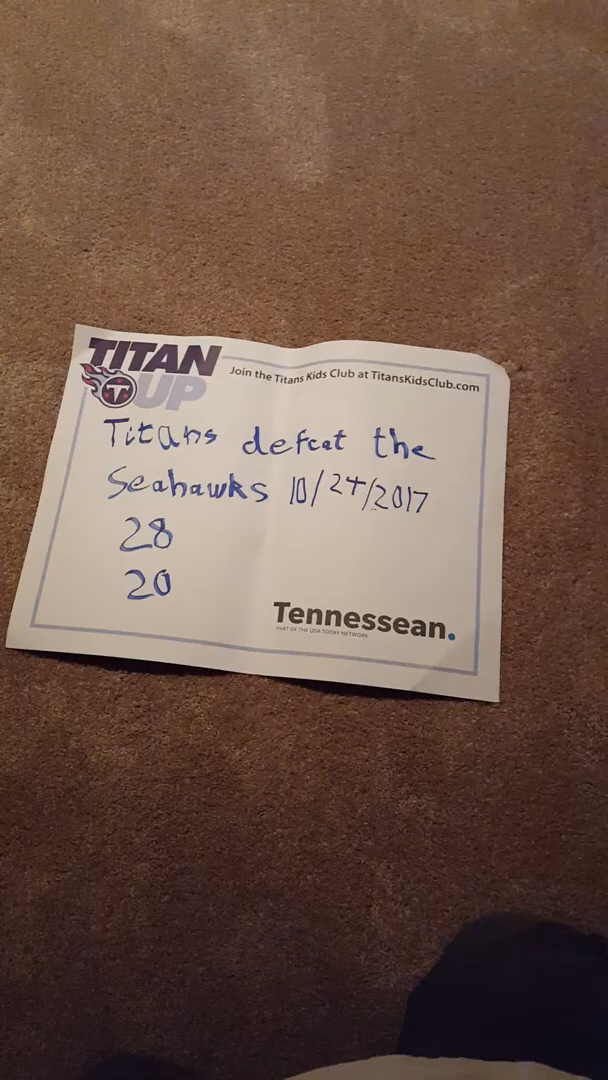 TITAN UP
Join the Titans Kids Club at TitansKidsClub.com
Titans defeat the
Seahawks 10/24/2017
28
20
Tennessean.
PART OF THE USA TODAY NETWORK